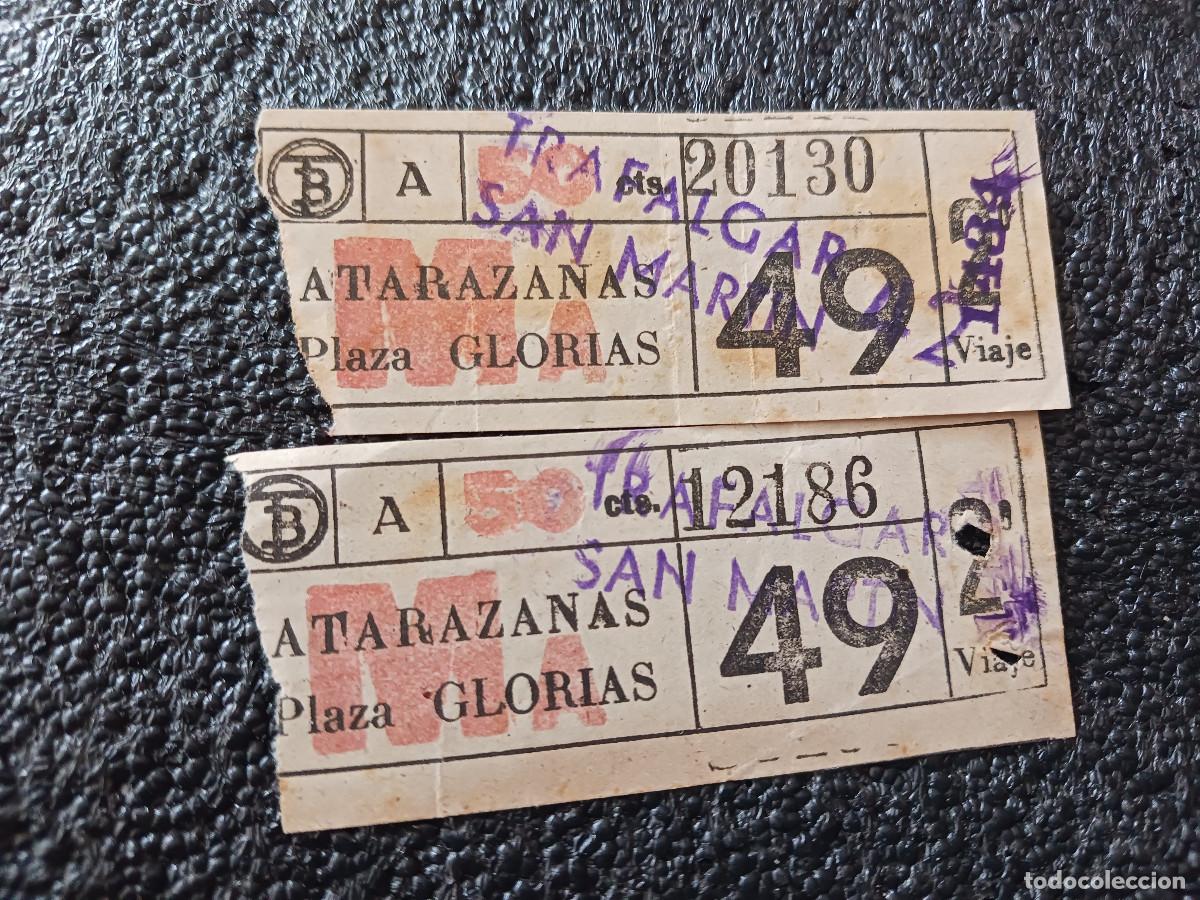 TB A 50 cts. 20130
TRAFALGAR
SAN MARTIN
ATARAZANAS
MA
Plaza GLORIAS
49
Viaje
TB A 50 cts. 12186
TRAFALGAR
SAN MARTIN
ATARAZANAS
MA
Plaza GLORIAS
49
2
Viaje
todocoleccion